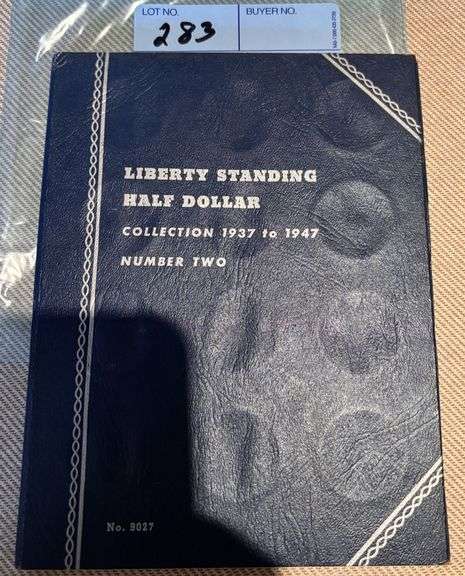 LOT NO.
BUYER NO.
283
LIBERTY STANDING
HALF DOLLAR
COLLECTION 1937 to 1947
NUMBER TWO
No. 9027